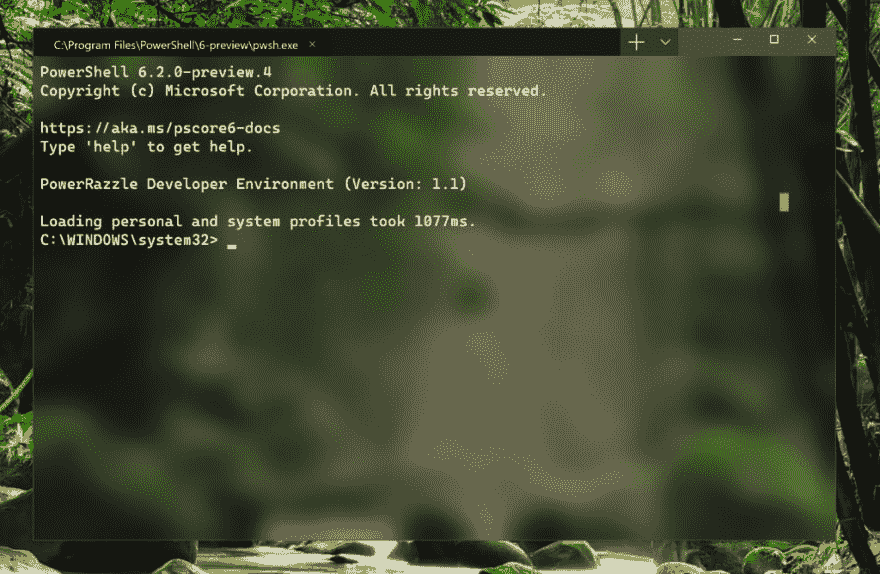 C:\Program Files\PowerShell\6-preview\pwsh.exe
PowerShell 6.2.0-preview.4
Copyright (c) Microsoft Corporation. All rights reserved.
https://aka.ms/pscore6-docs
Type 'help' to get help.
PowerRazzle Developer Environment (Version: 1.1)
Loading personal and system profiles took 1077ms.
C:\WINDOWS\system32> _